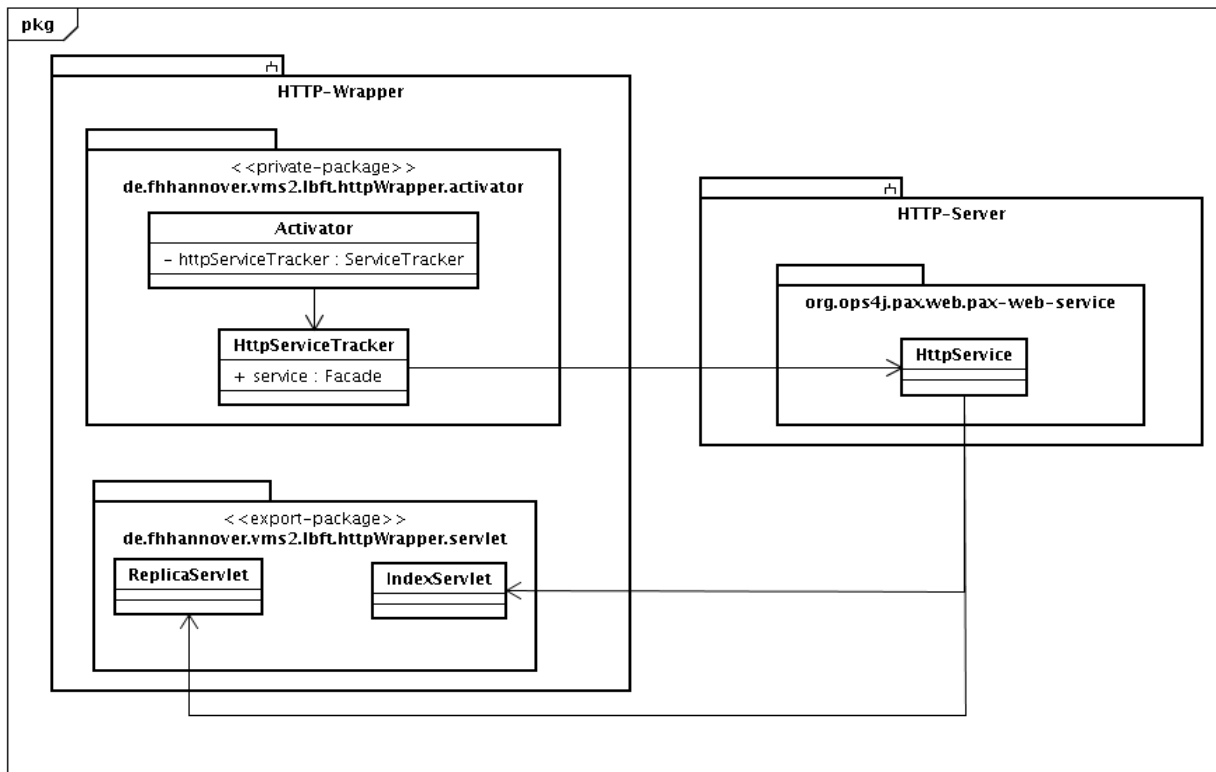 pkg
HTTP-Wrapper
<<private-package>>
de.fhhannover.vms2.lbft.httpWrapper.activator
Activator
- httpServiceTracker : ServiceTracker
HttpServiceTracker
+ service : Facade
HTTP-Server
org.ops4j.pax.web.pax-web-service
HttpService
<<export-package>>
de.fhhannover.vms2.lbft.httpWrapper.servlet
ReplicaServlet
IndexServlet